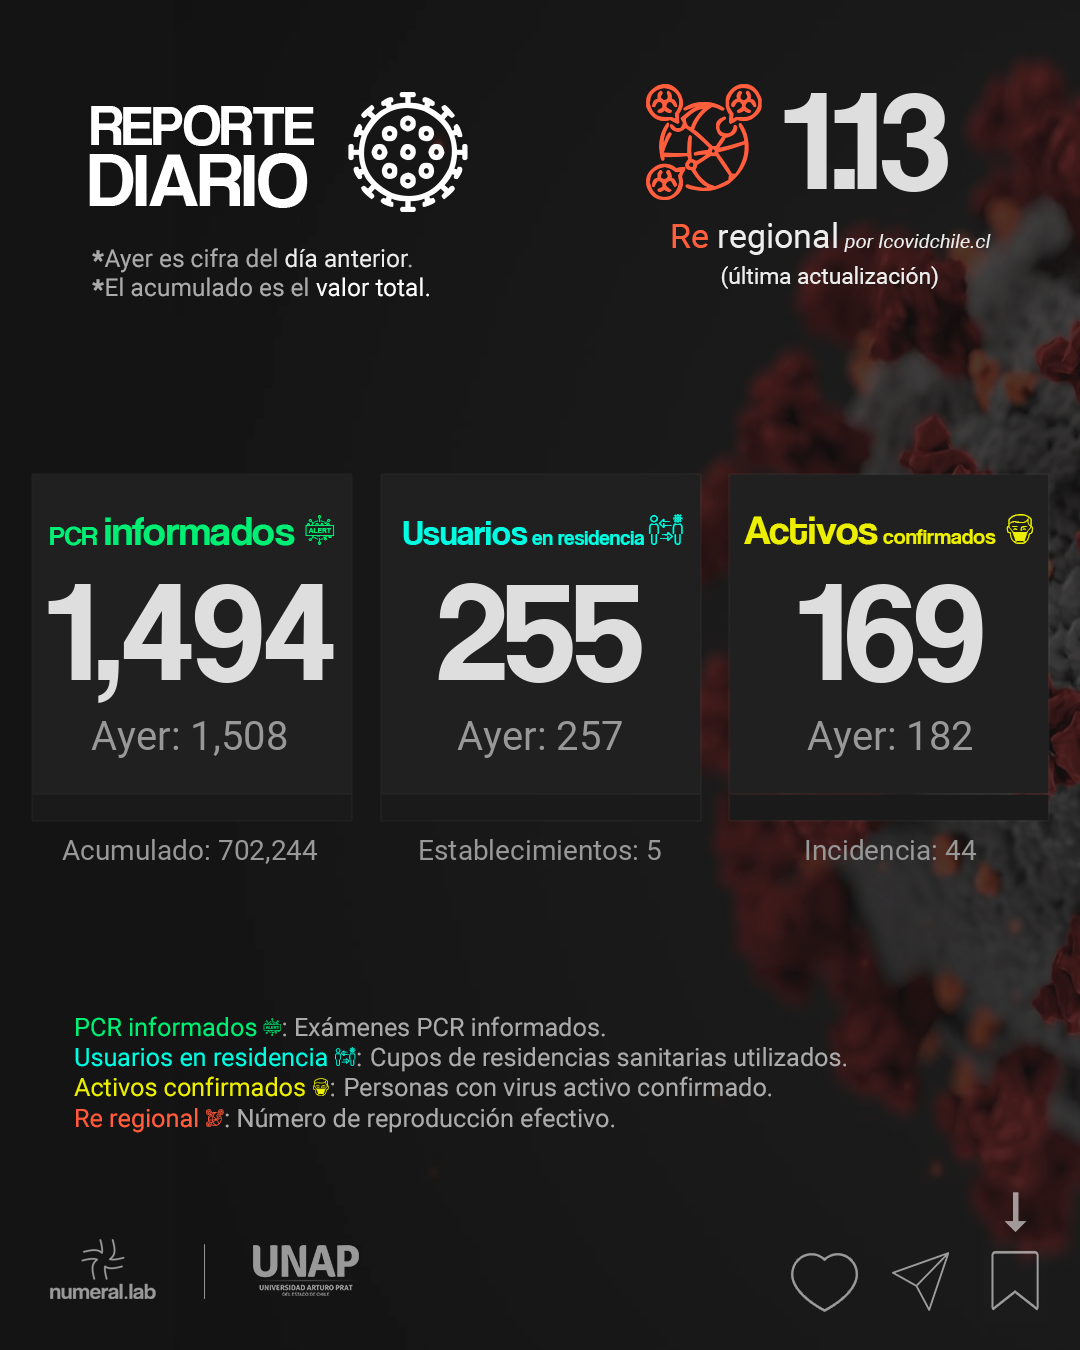 REPORTE
DIARIO
*Ayer es cifra del día anterior.
*El acumulado es el valor total.
1.13
Re regional por Icovidchile.cl
(última actualización)
PCR informados ALERT
1,494
Ayer: 1,508
Acumulado: 702,244
Usuarios en residencia
255
Ayer: 257
Establecimientos: 5
Activos confirmados
169
Ayer: 182
Incidencia: 44
PCR informados ALERT: Exámenes PCR informados.
Usuarios en residencia : Cupos de residencias sanitarias utilizados.
Activos confirmados : Personas con virus activo confirmado.
Re regional : Número de reproducción efectivo.
numeral.lab
UNAP
UNIVERSIDAD ARTURO PRAT
DEL ESTADO DE CHILE